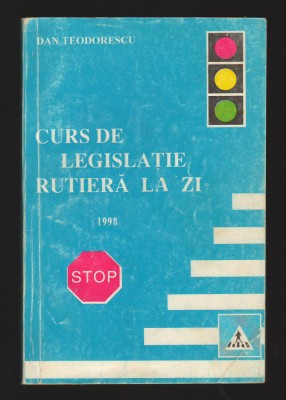 DAN TEODORESCU
CURS DE
LEGISLAȚIE
RUTIERĂ LA ZI
1998
STOP